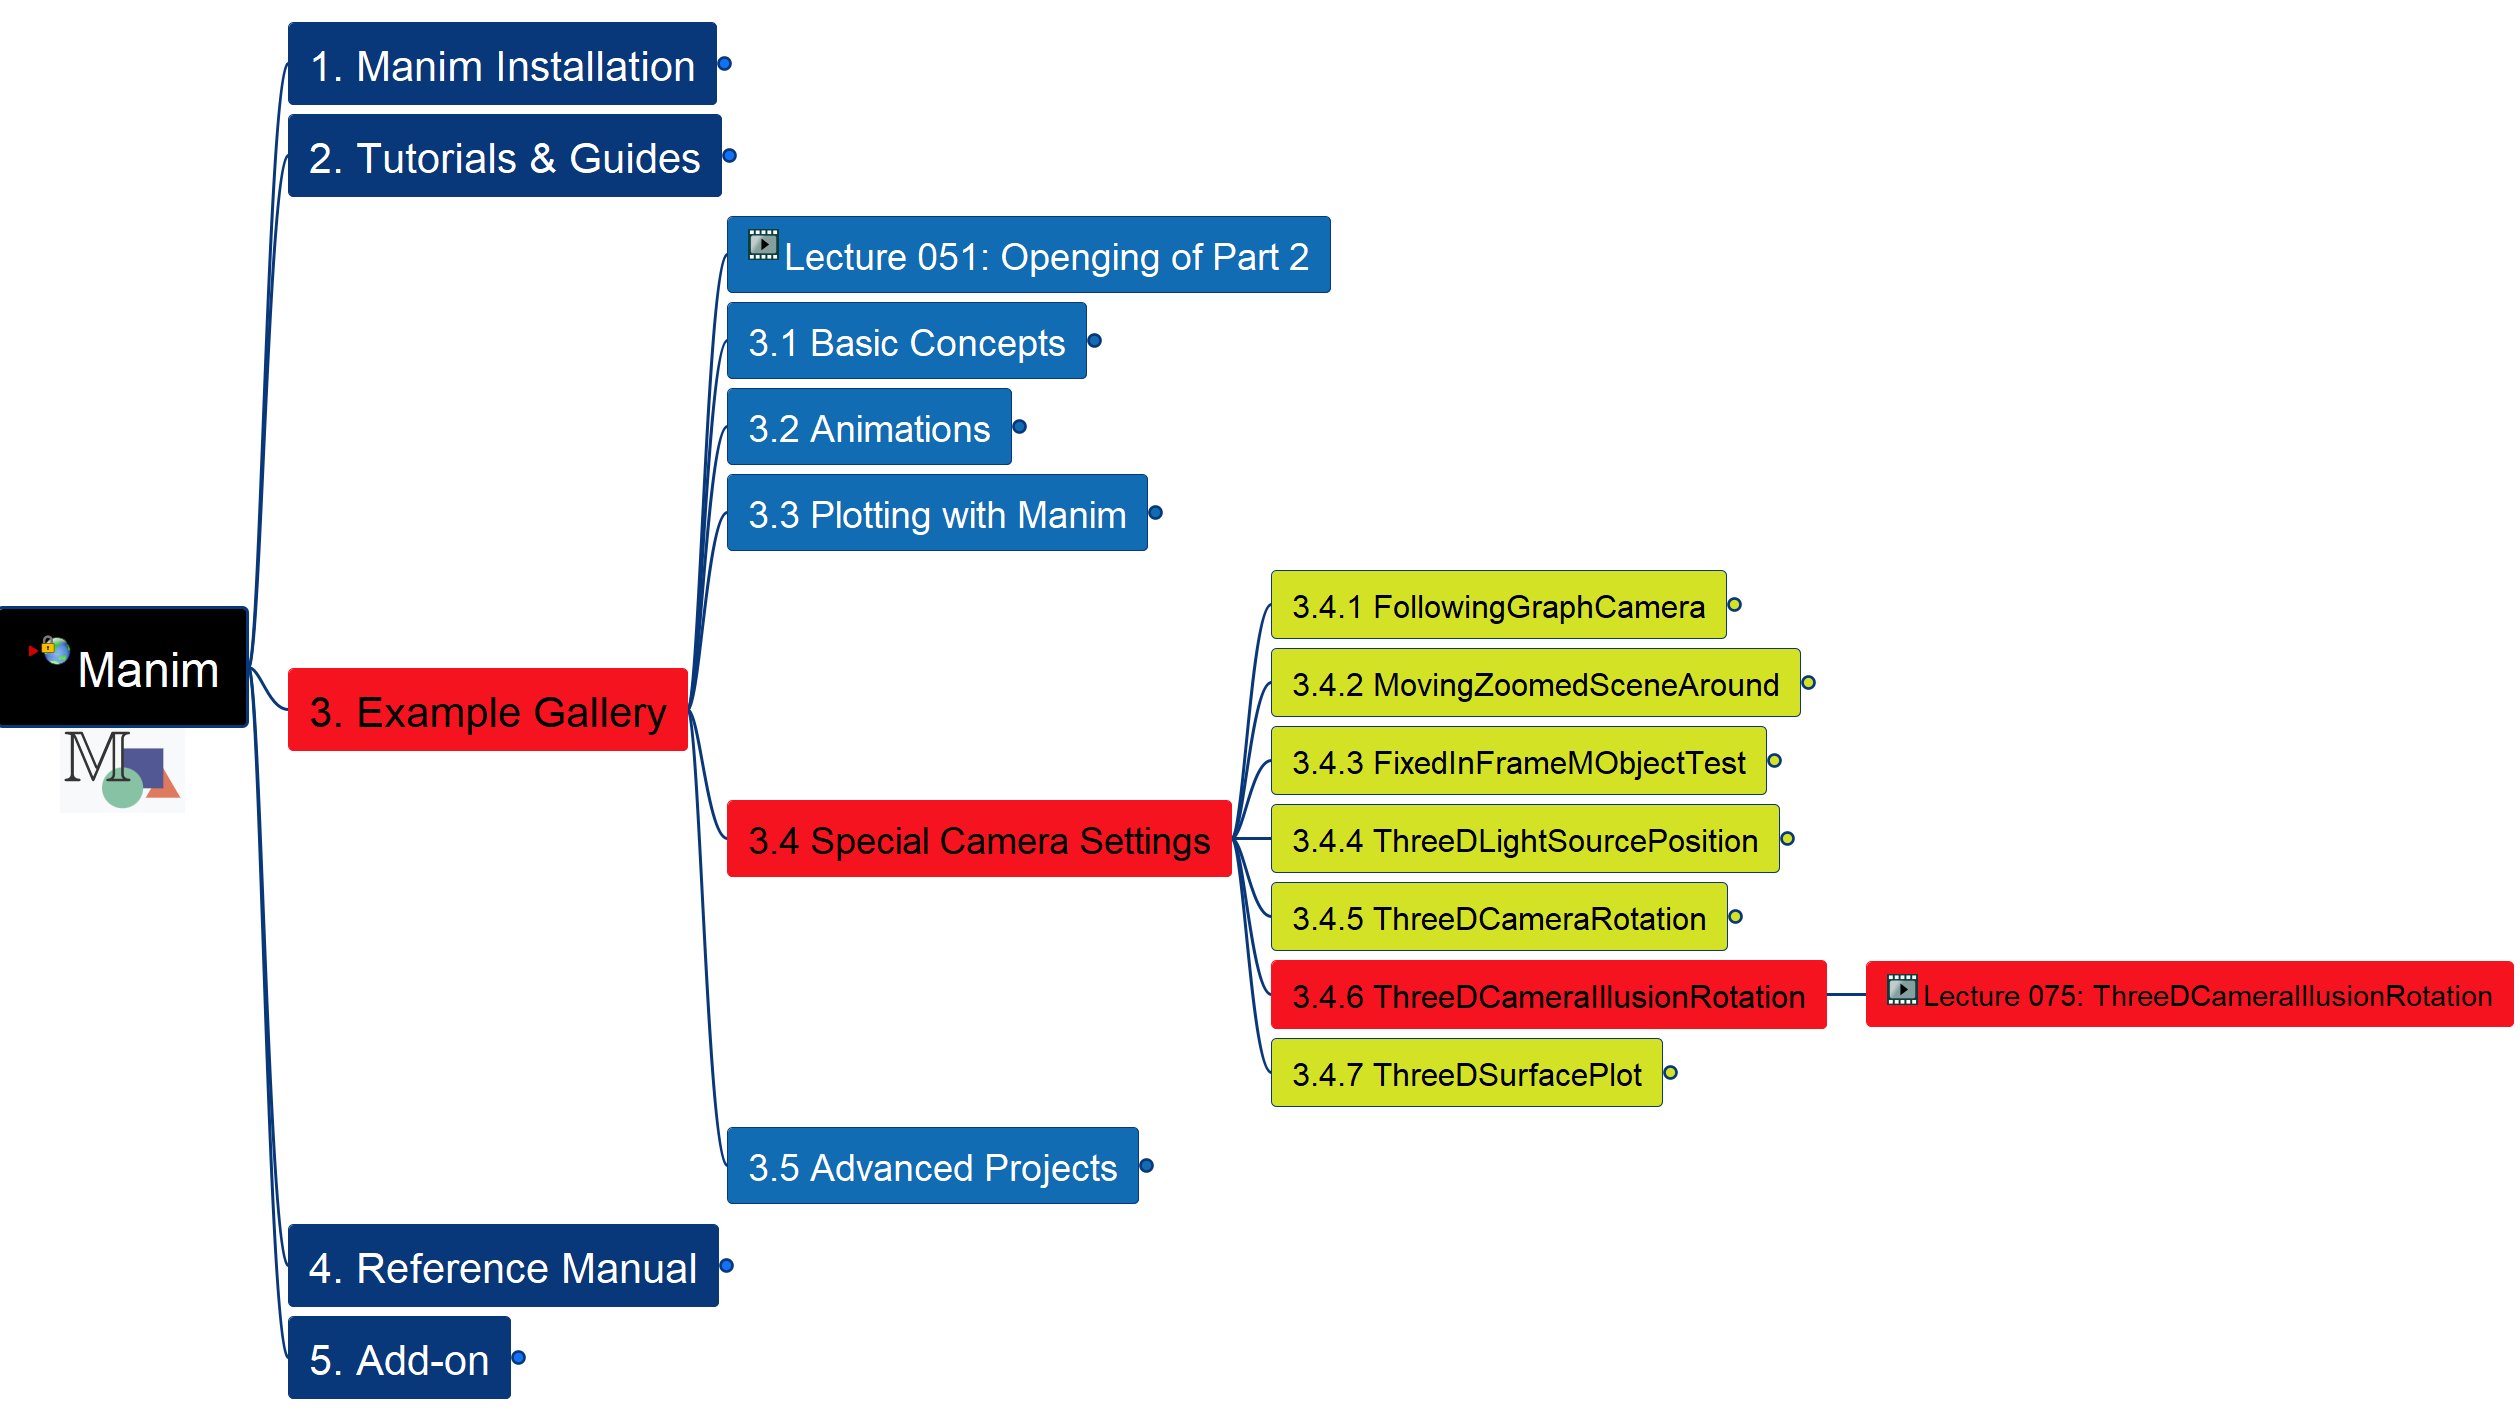 1. Manim Installation
2. Tutorials & Guides
Lecture 051: Openging of Part 2
3.1 Basic Concepts
3.2 Animations
3.3 Plotting with Manim
Manim
M
3. Example Gallery
3.4 Special Camera Settings
3.4.1 FollowingGraphCamera
3.4.2 MovingZoomedSceneAround
3.4.3 FixedInFrameMObjectTest
3.4.4 ThreeDLightSourcePosition
3.4.5 ThreeDCameraRotation
3.4.6 ThreeDCameraIllusionRotation
Lecture 075: ThreeDCameraIllusionRotation
3.4.7 ThreeDSurfacePlot
3.5 Advanced Projects
4. Reference Manual
5. Add-on